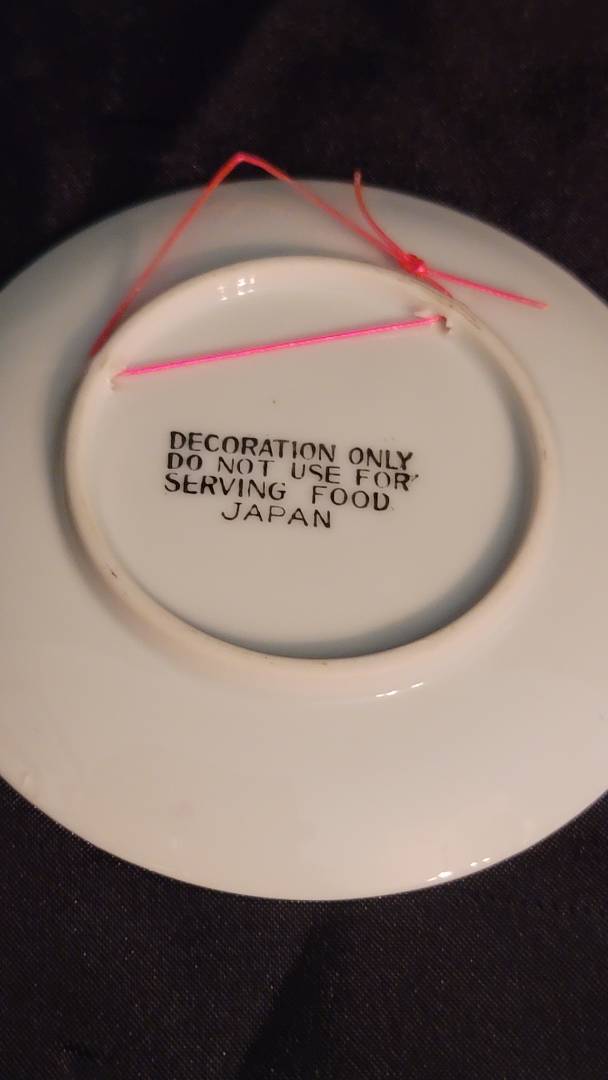 DECORATION ONLY
DO NOT USE FOR
SERVING FOOD
JAPAN